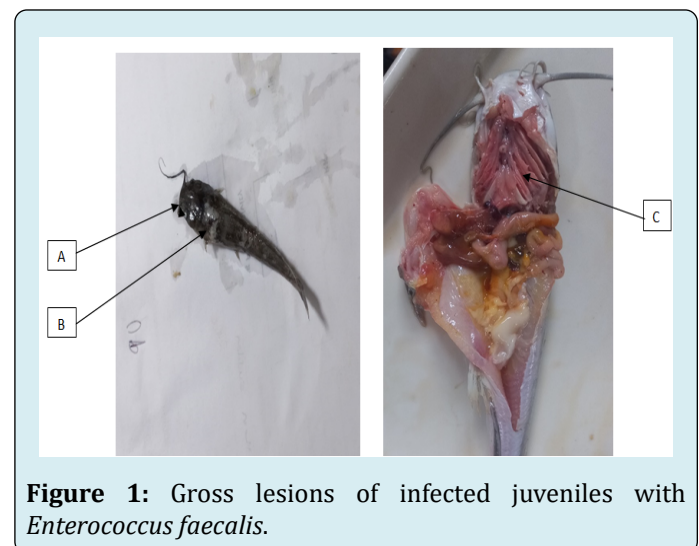 A
B
C
Figure 1: Gross lesions of infected juveniles with
Enterococcus faecalis.